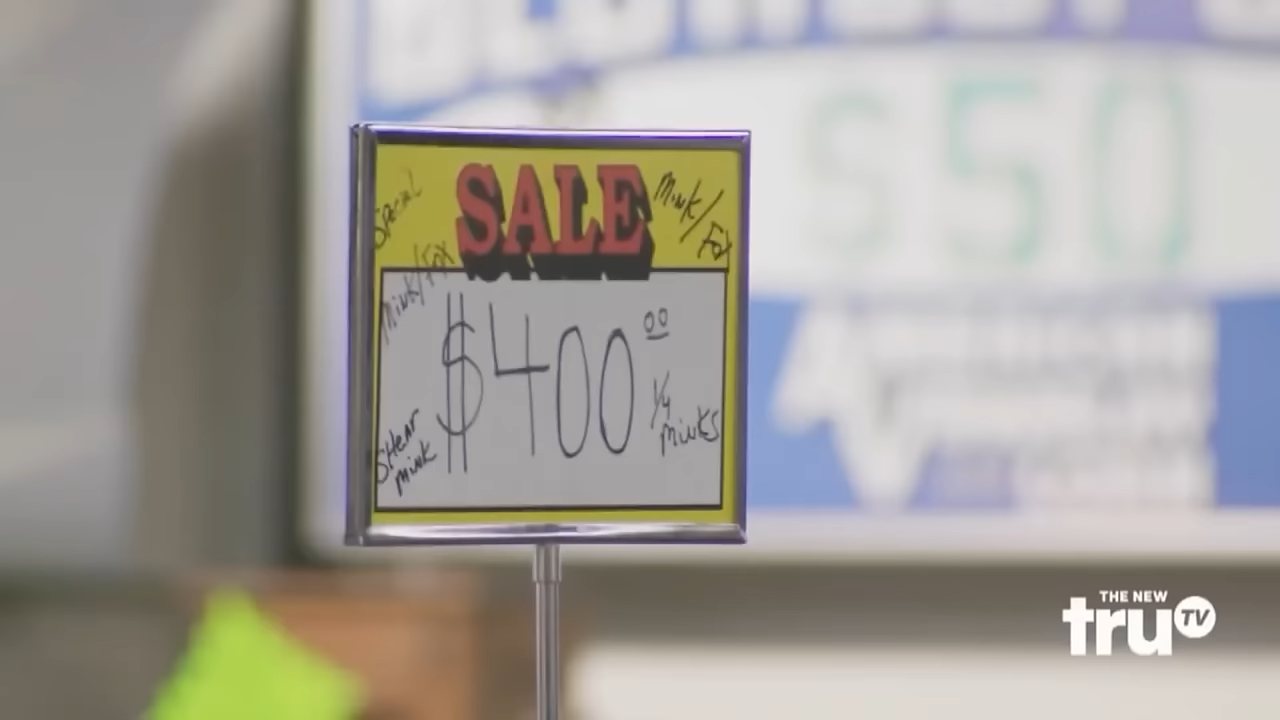 SALE
Special
Mink/Fox
Mink/Fox
$400.00
1/4
Minks
SHear
Mink
$50
THE NEW
truTV